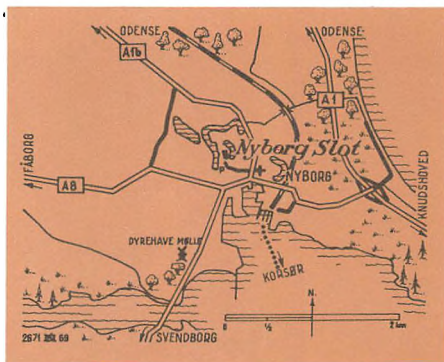 ODENSE
A1b
ODENSE
A1
FÅBORG
Nyborg Slot
P
NYBORG
A8
KNUDSHOVED
DYREHAVE MØLLE
KORSØR
N
0 ½ 2 km
SVENDBORG